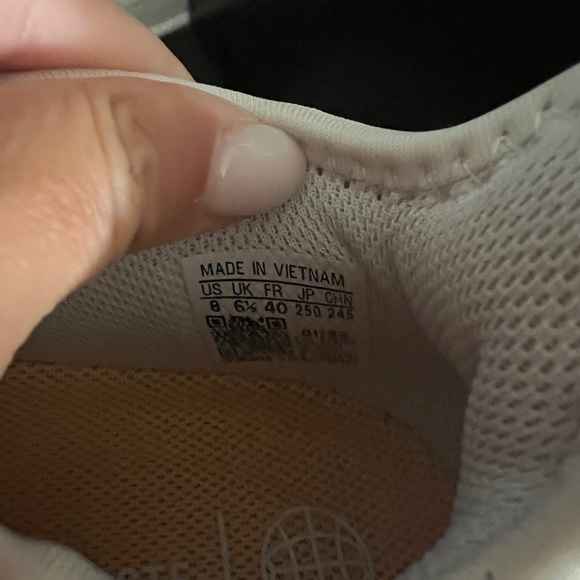 MADE IN VIETNAM
US UK FR JP CHN
8 6½ 40 250 245